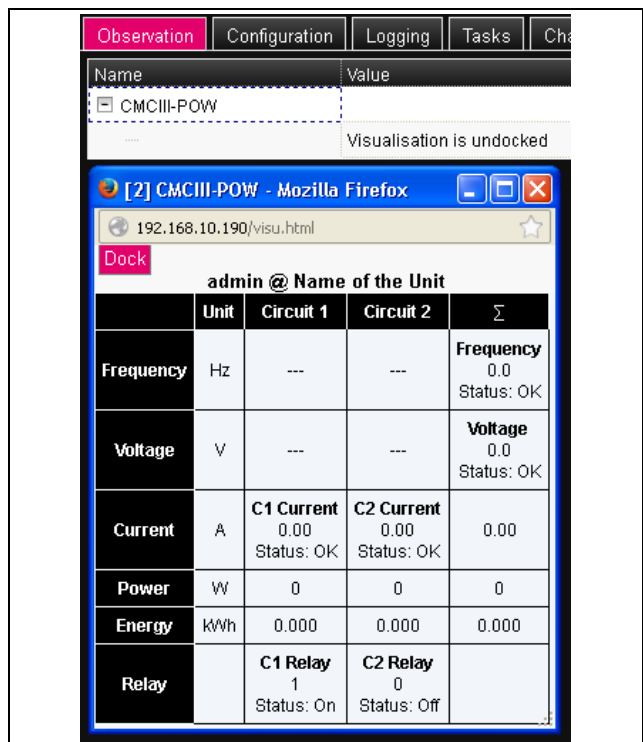 Observation Configuration Logging Tasks
Name Value
CMCIII-POW
Visualisation is undocked
[2] CMCIII-POW - Mozilla Firefox
192.168.10.190/visu.html
Dock
admin @ Name of the Unit
Unit Circuit 1 Circuit 2 Σ
Frequency Hz --- --- Frequency
0.0
Status: OK
Voltage V --- --- Voltage
0.0
Status: OK
Current A C1 Current C2 Current 0.00
0.00 0.00
Status: OK Status: OK
Power W 0 0 0
Energy kWh 0.000 0.000 0.000
Relay C1 Relay C2 Relay
1 0
Status: On Status: Off